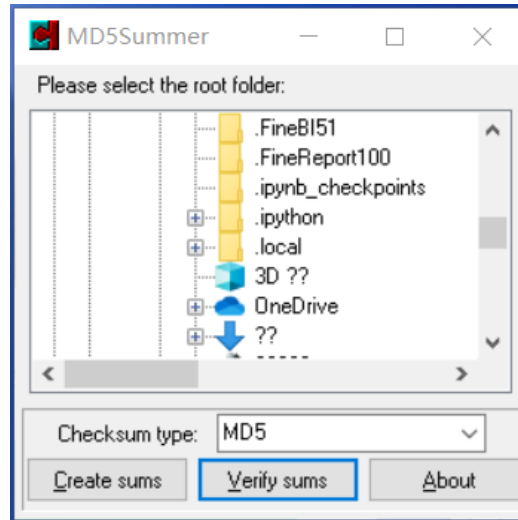 MD5Summer
Please select the root folder:
.FineBI51
.FineReport100
.ipynb_checkpoints
.ipython
.local
3D ??
OneDrive
??
Checksum type: MD5
Create sums Verify sums About